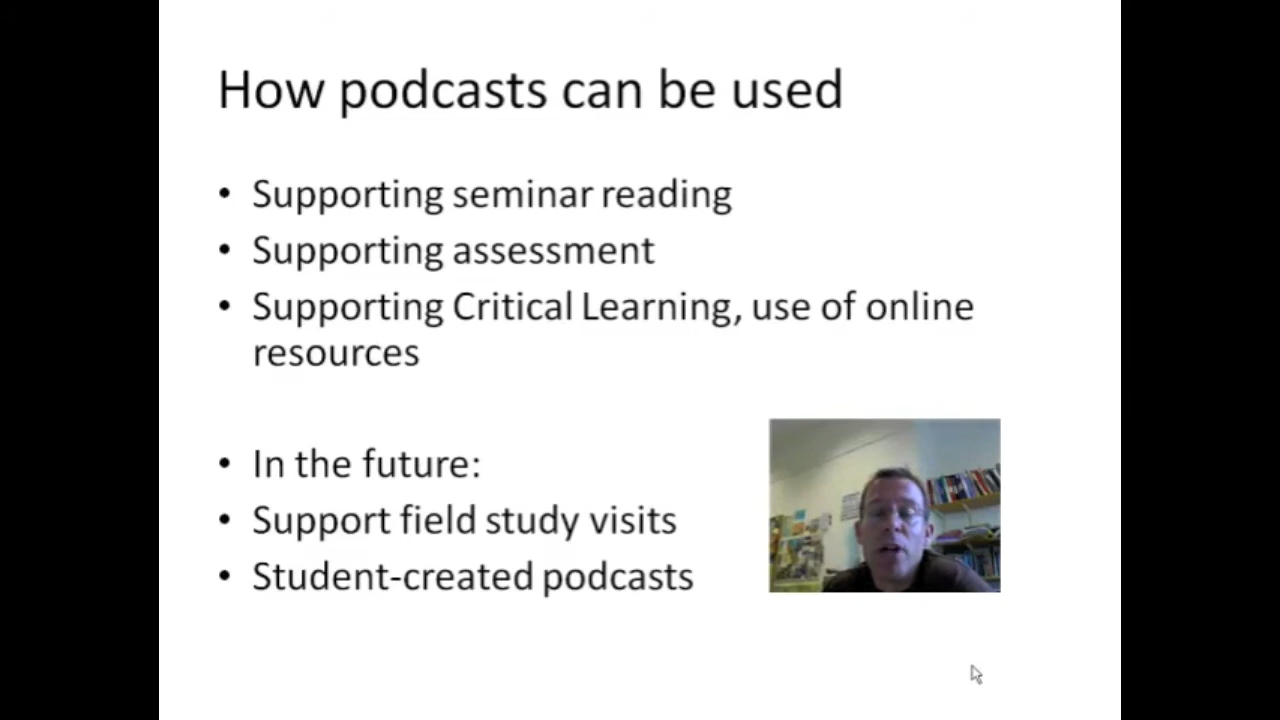 How podcasts can be used
• Supporting seminar reading
• Supporting assessment
• Supporting Critical Learning, use of online
resources
• In the future:
• Support field study visits
• Student-created podcasts